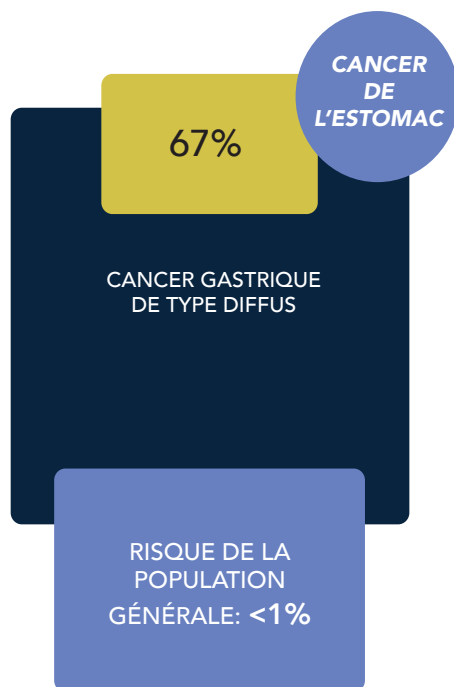 CANCER
DE
L'ESTOMAC
67%
CANCER GASTRIQUE
DE TYPE DIFFUS
RISQUE DE LA
POPULATION
GÉNÉRALE: <1%